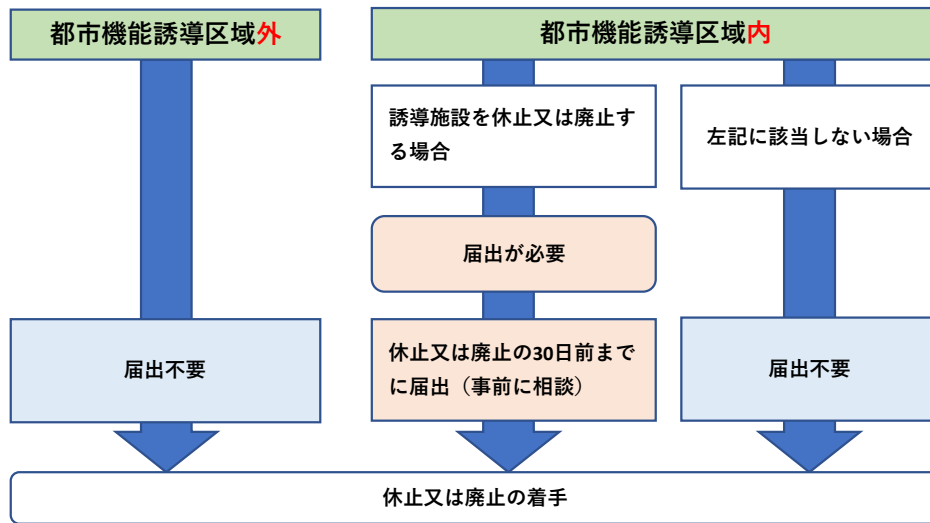 都市機能誘導区域外
都市機能誘導区域内
誘導施設を休止又は廃止す
る場合
左記に該当しない場合
届出が必要
届出不要
休止又は廃止の30日前まで
に届出（事前に相談）
届出不要
休止又は廃止の着手